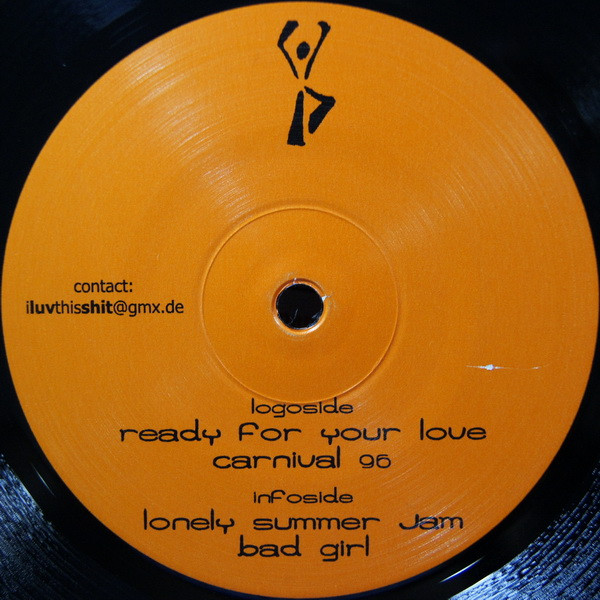 contact:
iluvthisshit@gmx.de
logoside
ready for your love
carnival 96
infoside
lonely summer jam
bad girl